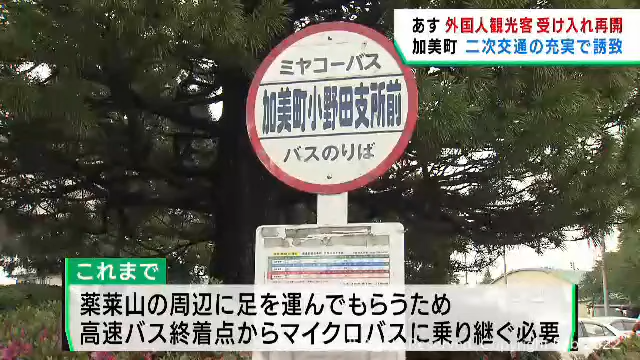 あす 外国人観光客 受け入れ再開
加美町 二次交通の充実で誘致
ミヤコーバス
加美町小野田支所前
バスのりば
これまで
薬莱山の周辺に足を運んでもらうため
高速バス終着点からマイクロバスに乗り継ぐ必要